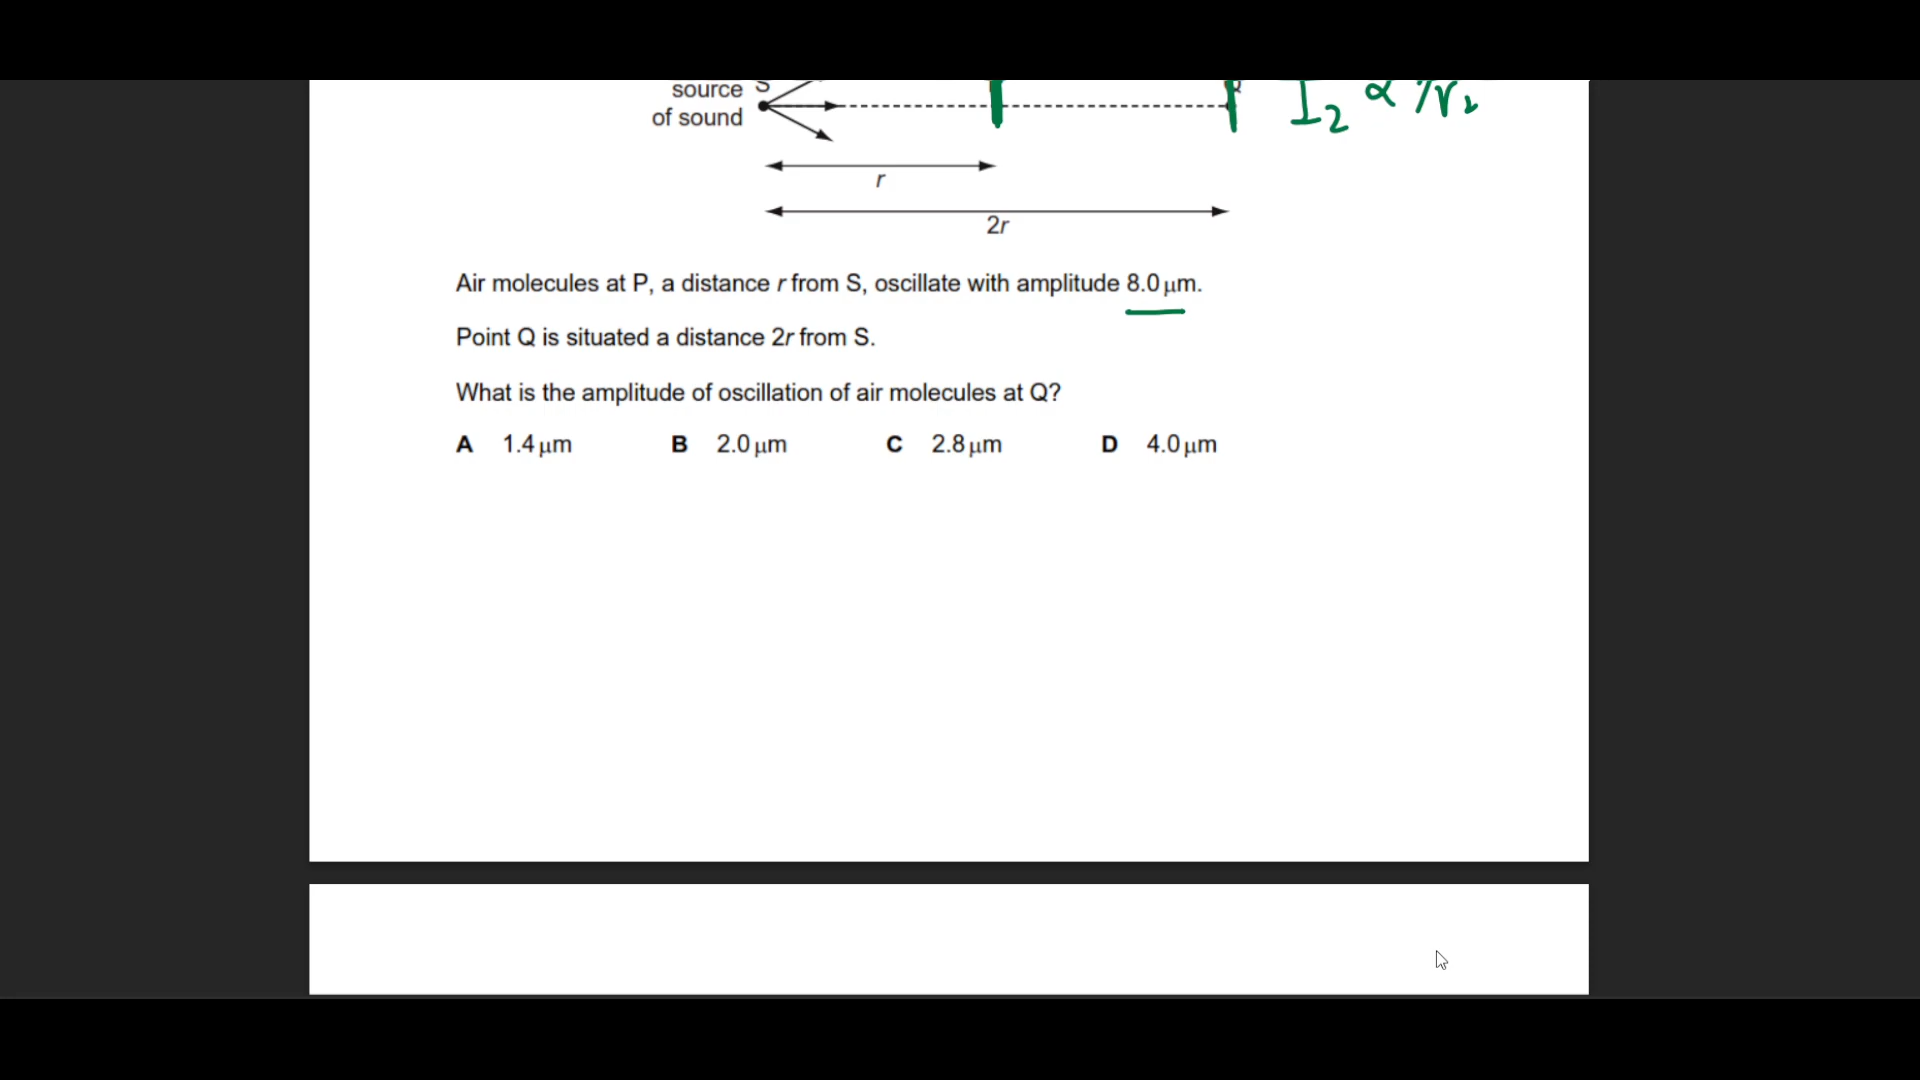 source S
of sound
I₂ ∝ 1/r₂
r
2r
Air molecules at P, a distance r from S, oscillate with amplitude 8.0 μm.
Point Q is situated a distance 2r from S.
What is the amplitude of oscillation of air molecules at Q?
A 1.4 μm B 2.0 μm C 2.8 μm D 4.0 μm